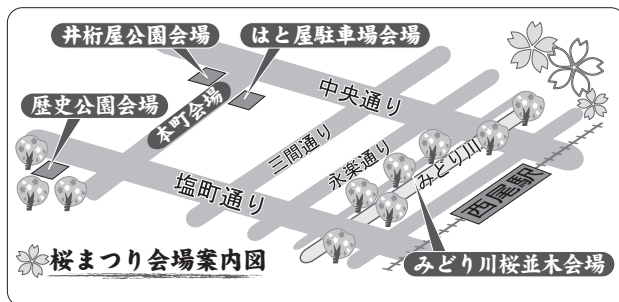 井桁屋公園会場
はと屋駐車場会場
歴史公園会場
本町会場
中央通り
三間通り
永楽通り
みどり川
塩町通り
西尾駅
桜まつり会場案内図
みどり川桜並木会場